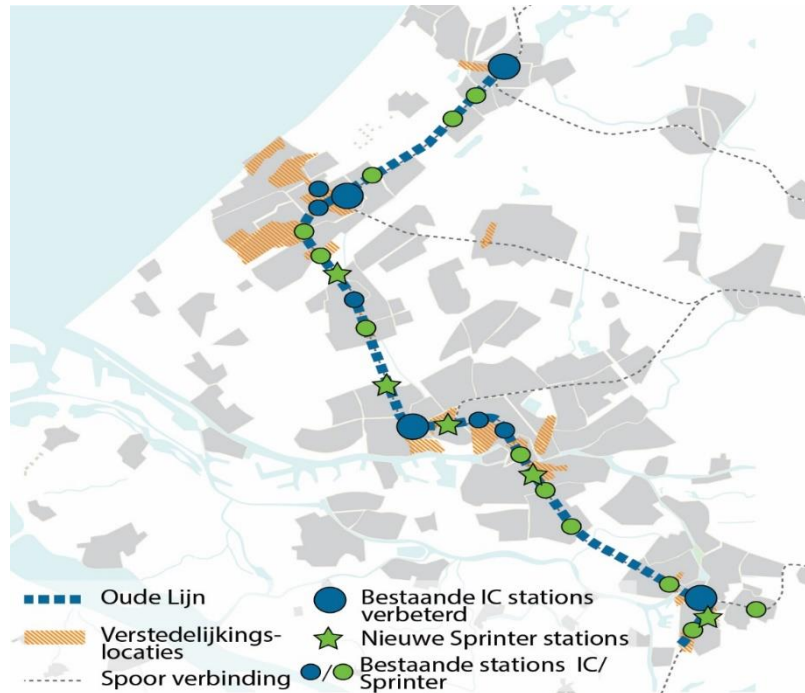 Oude Lijn
Verstedelijkings-
locaties
Spoor verbinding
Bestaande IC stations
verbeterd
Nieuwe Sprinter stations
/
Bestaande stations IC/
Sprinter